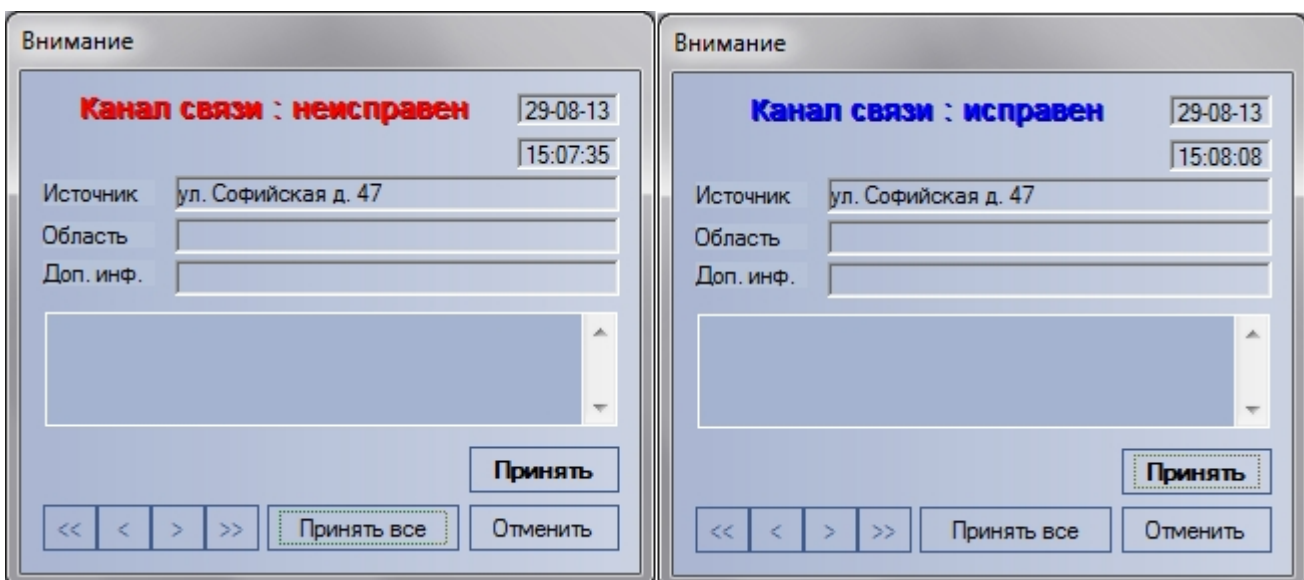 Внимание
Канал связи : неисправен
29-08-13
15:07:35
Источник ул. Софийская д. 47
Область
Доп. инф.
Принять
<< < > >> Принять все Отменить
Внимание
Канал связи : исправен
29-08-13
15:08:08
Источник ул. Софийская д. 47
Область
Доп. инф.
Принять
<< < > >> Принять все Отменить